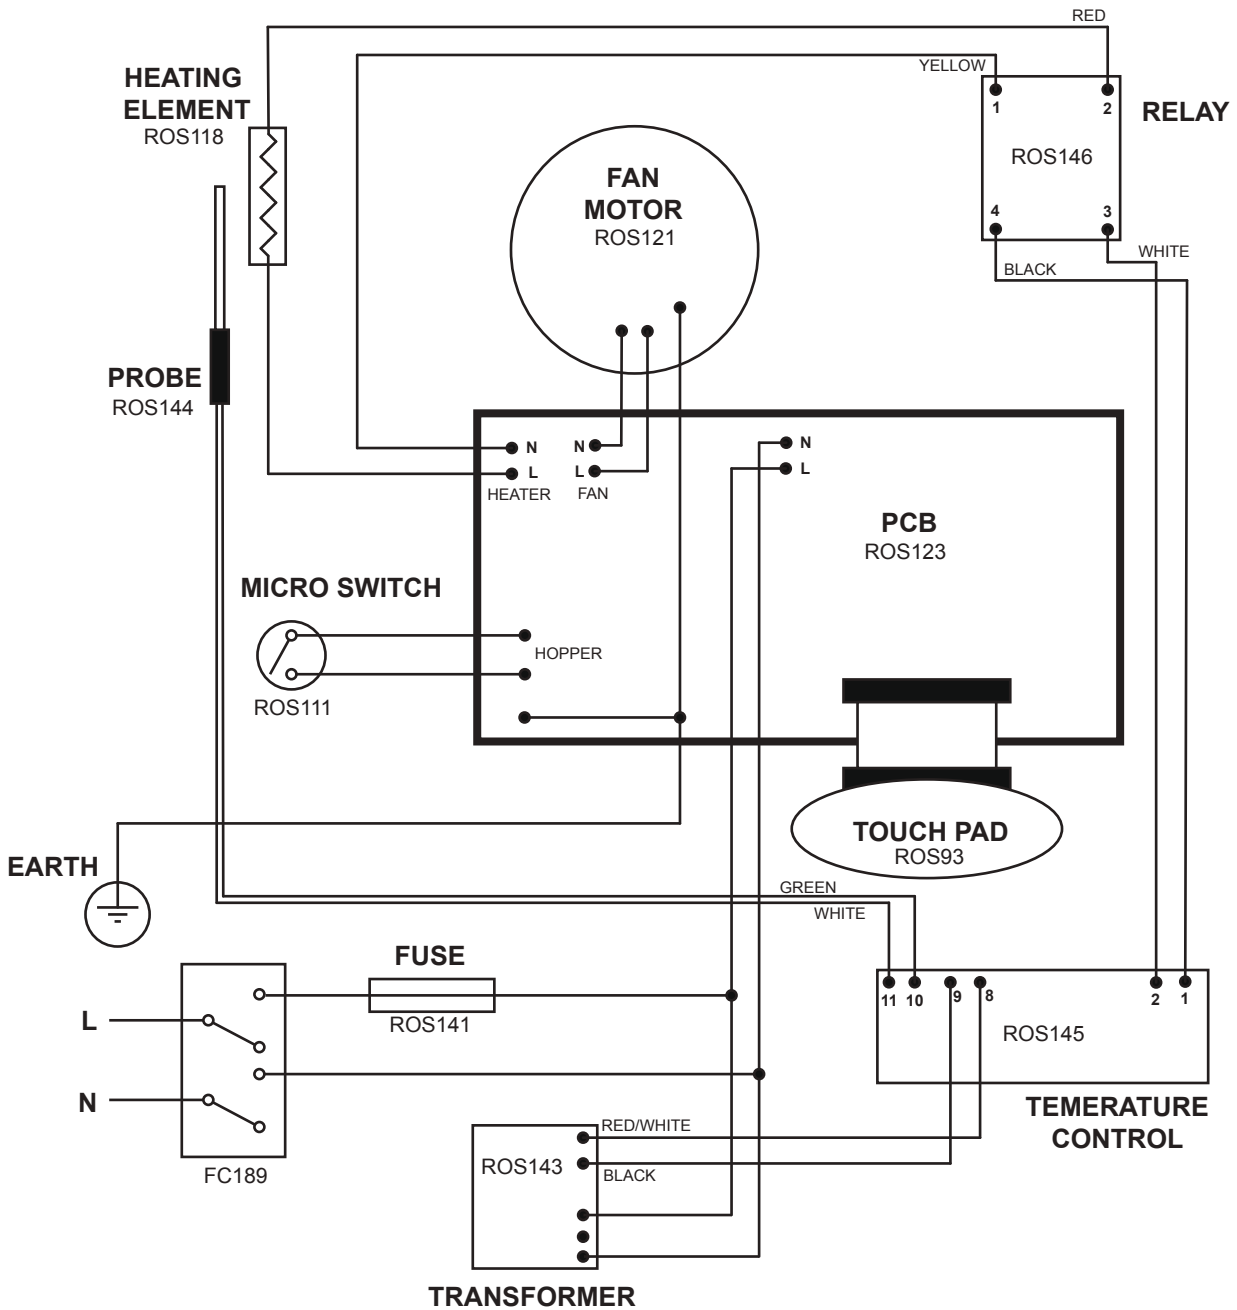 RED
YELLOW
HEATING
ELEMENT
ROS118
1
2
RELAY
ROS146
FAN
MOTOR
ROS121
4
3
WHITE
BLACK
PROBE
ROS144
N
L
HEATER
N
L
FAN
N
L
PCB
ROS123
MICRO SWITCH
HOPPER
ROS111
TOUCH PAD
ROS93
EARTH
GREEN
WHITE
FUSE
ROS141
11
10
9
8
2
1
ROS145
L
N
FC189
TEMERATURE
CONTROL
RED/WHITE
ROS143
BLACK
TRANSFORMER